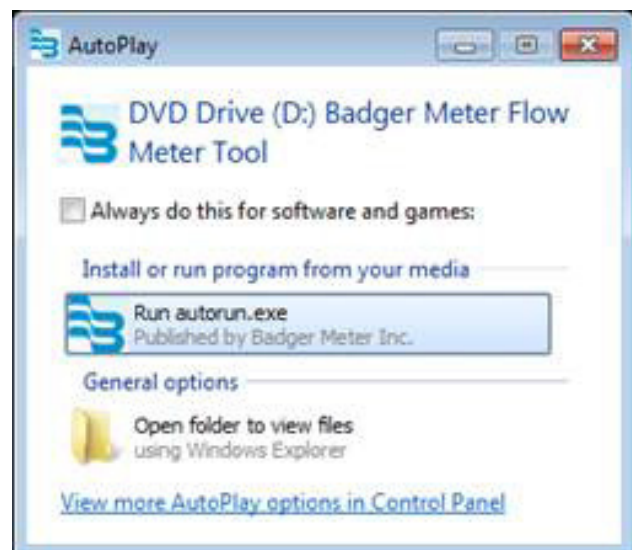 AutoPlay
DVD Drive (D:) Badger Meter Flow
Meter Tool
Always do this for software and games:
Install or run program from your media
Run autorun.exe
Published by Badger Meter Inc.
General options
Open folder to view files
using Windows Explorer
View more AutoPlay options in Control Panel